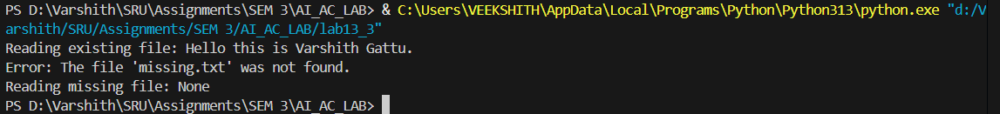 PS D:\Varshith\SRU\Assignments\SEM 3\AI_AC_LAB> & C:\Users\VEEKSHITH\AppData\Local\Programs\Python\Python313\python.exe "d:/V
arshith/SRU/Assignments/SEM 3/AI_AC_LAB/lab13_3"
Reading existing file: Hello this is Varshith Gattu.
Error: The file 'missing.txt' was not found.
Reading missing file: None
PS D:\Varshith\SRU\Assignments\SEM 3\AI_AC_LAB>